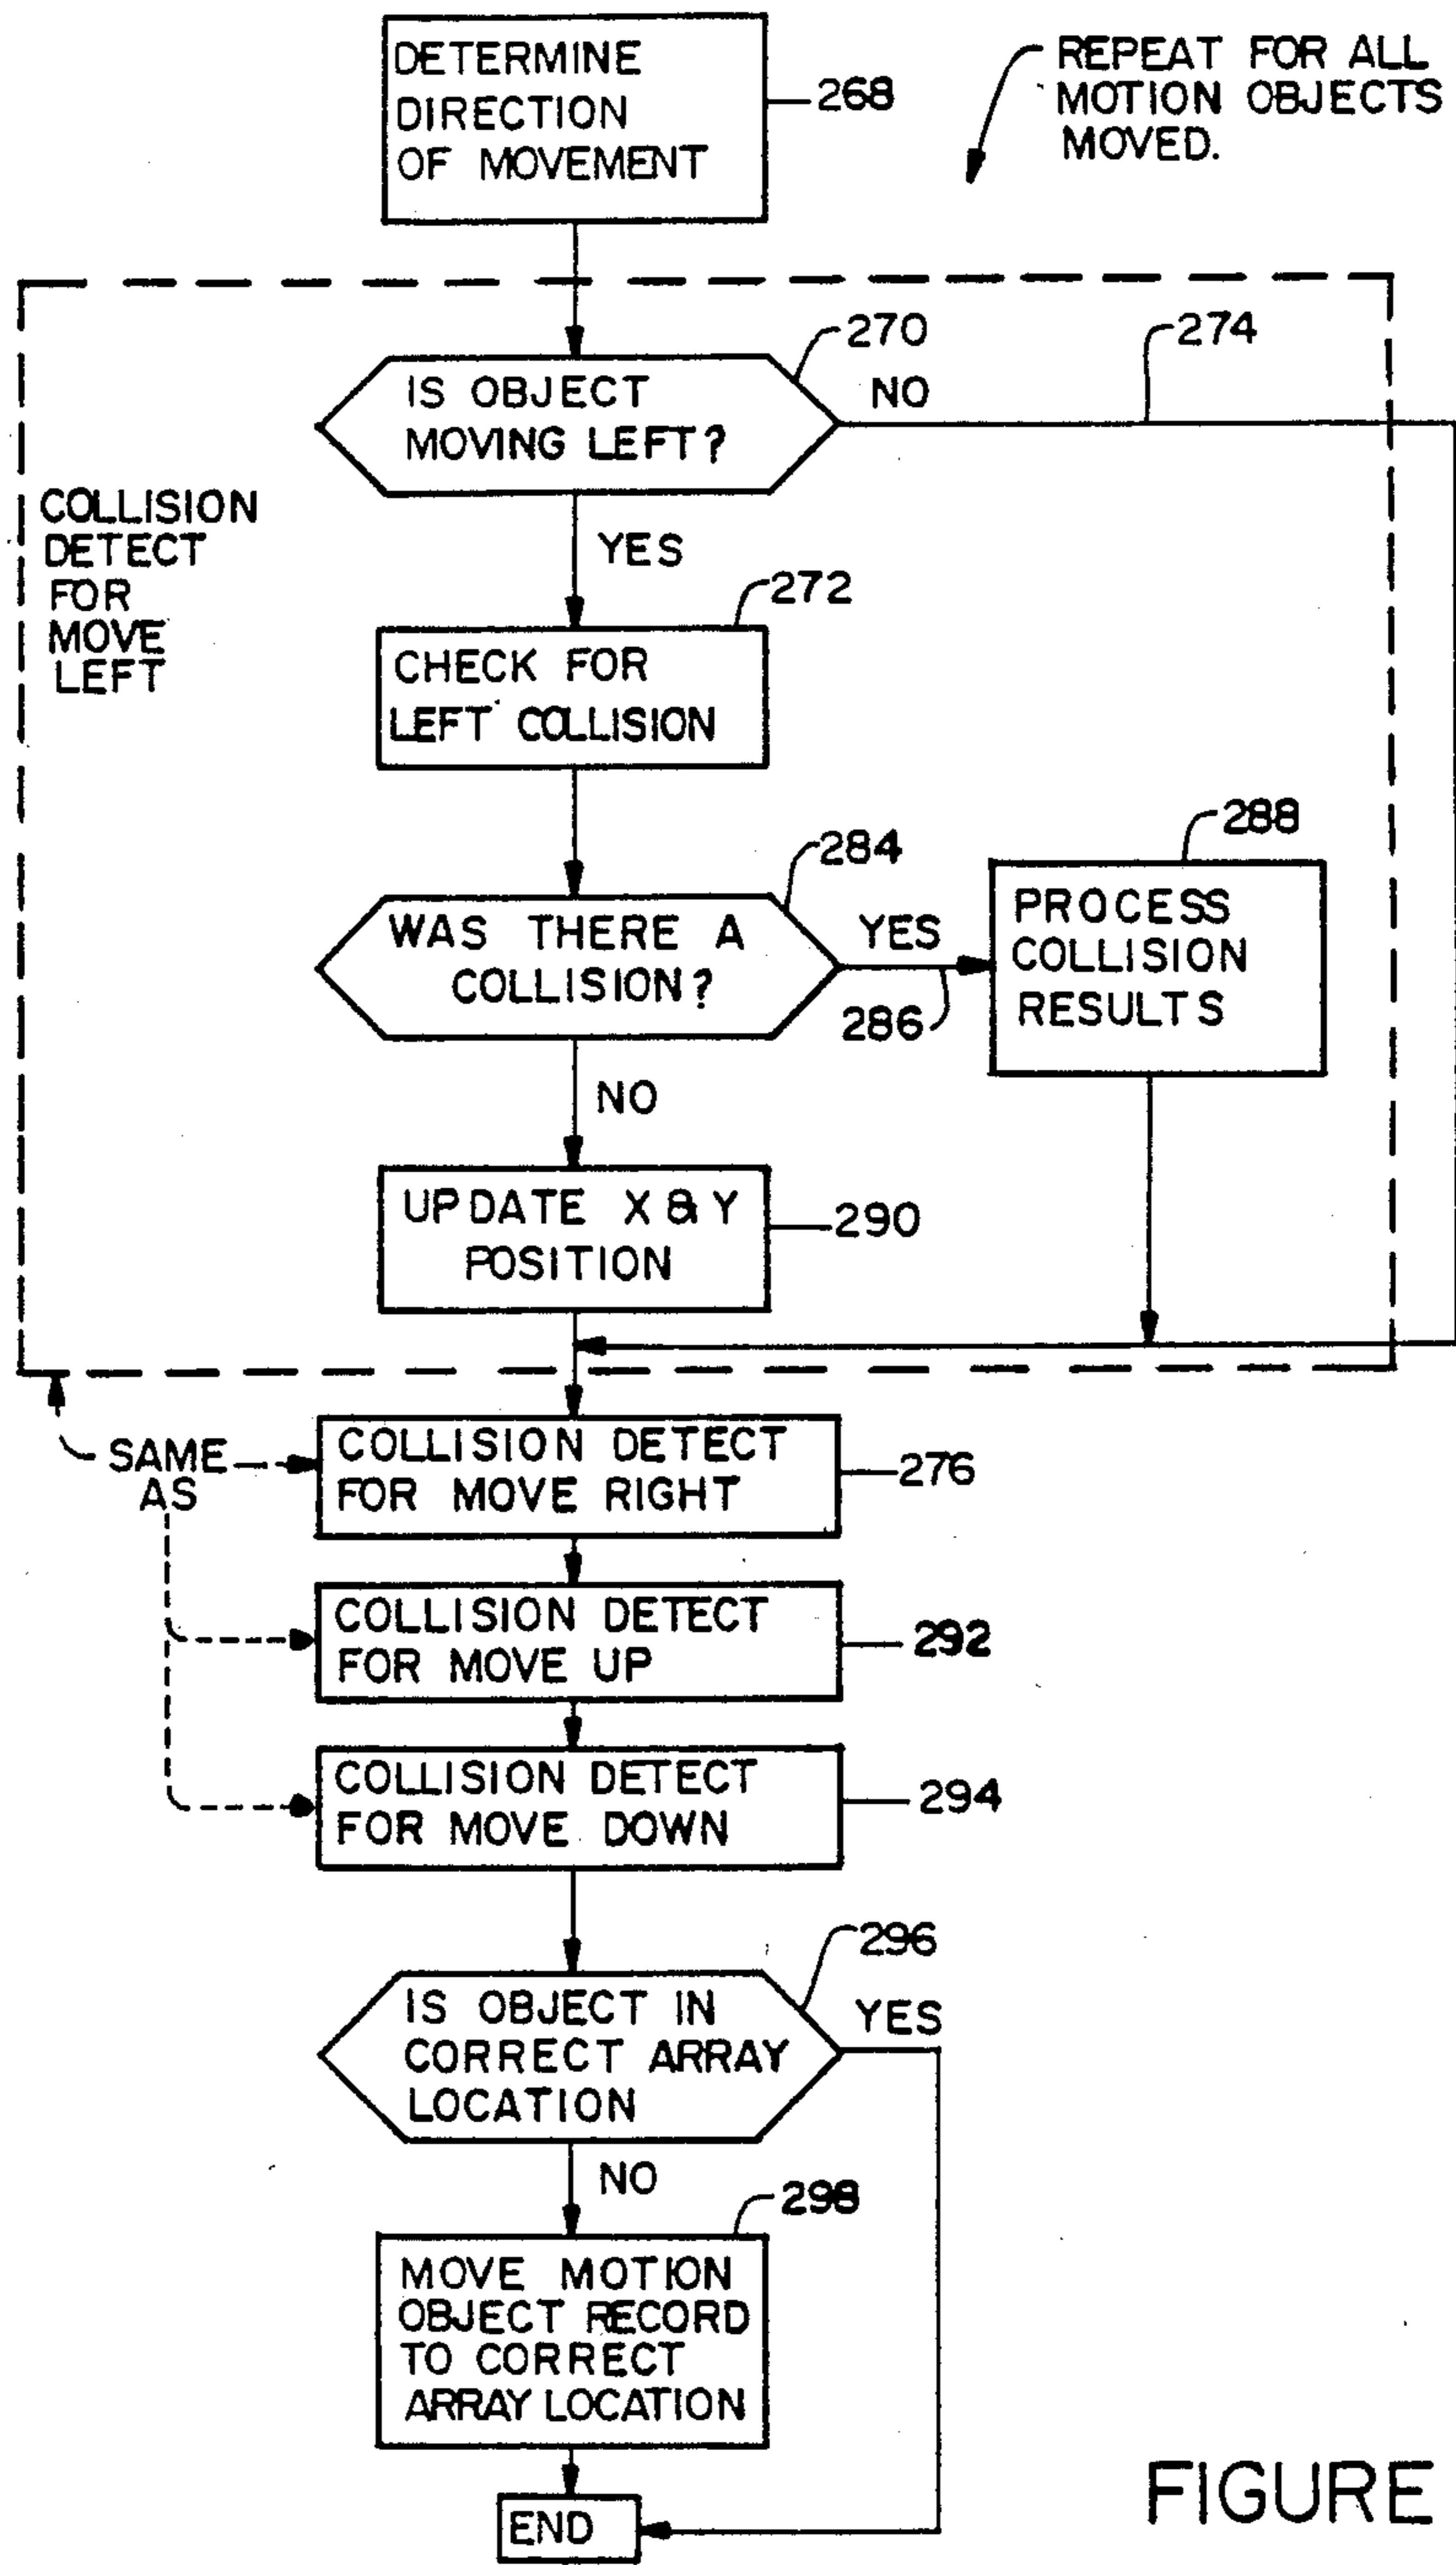 DETERMINE
DIRECTION
OF MOVEMENT
268
REPEAT FOR ALL
MOTION OBJECTS
MOVED.
270
274
IS OBJECT
MOVING LEFT?
NO
COLLISION
DETECT
FOR
MOVE
LEFT
YES
272
CHECK FOR
LEFT COLLISION
284
288
WAS THERE A
COLLISION?
YES
286
PROCESS
COLLISION
RESULTS
NO
UPDATE X & Y
POSITION
290
SAME
AS
COLLISION DETECT
FOR MOVE RIGHT
276
COLLISION DETECT
FOR MOVE UP
292
COLLISION DETECT
FOR MOVE DOWN
294
296
IS OBJECT IN
CORRECT ARRAY
LOCATION
YES
NO
298
MOVE MOTION
OBJECT RECORD
TO CORRECT
ARRAY LOCATION
END
FIGURE